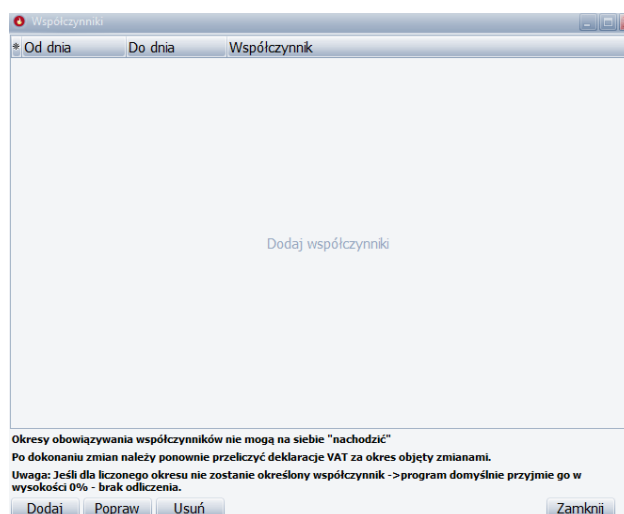 Współczynniki
* Od dnia Do dnia Współczynnik
Dodaj współczynniki
Okresy obowiązywania współczynników nie mogą na siebie "nachodzić"
Po dokonaniu zmian należy ponownie przeliczyć deklaracje VAT za okres objęty zmianami.
Uwaga: Jeśli dla liczonego okresu nie zostanie określony współczynnik ->program domyślnie przyjmie go w
wysokości 0% - brak odliczenia.
Dodaj Popraw Usuń Zamknij